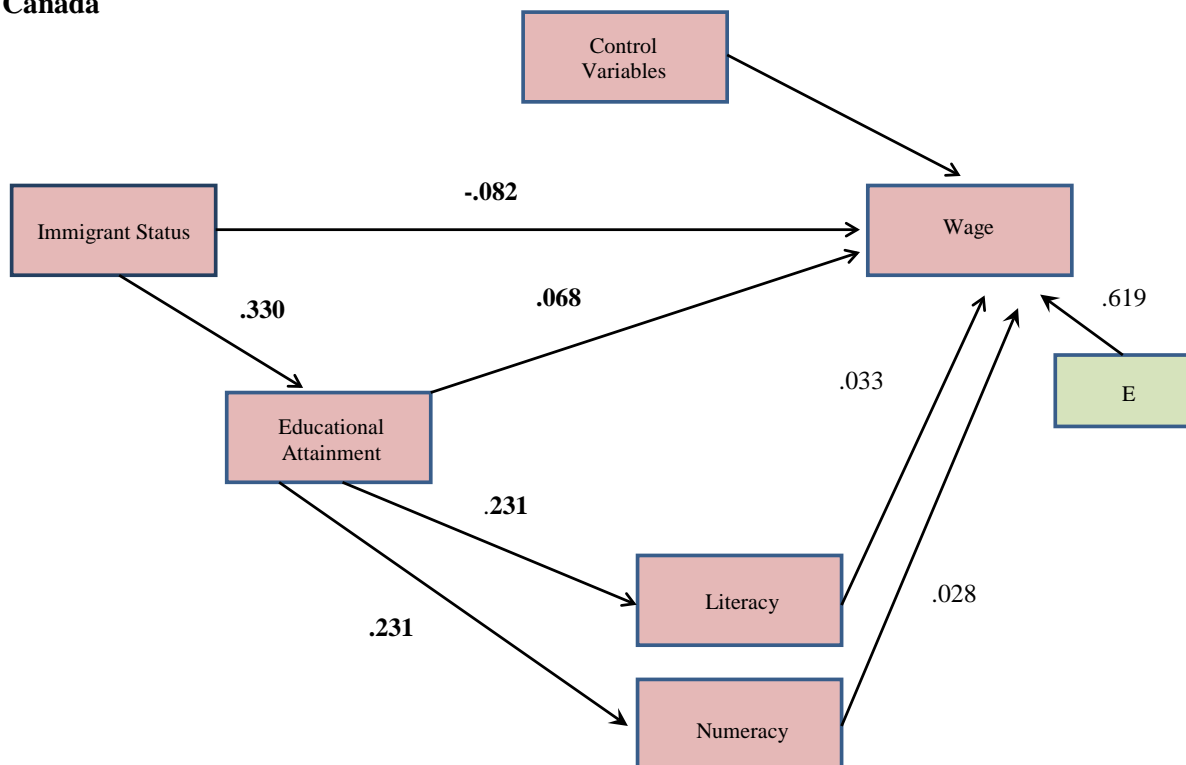 Canada
Control
Variables
-.082
Wage
Immigrant Status
.330
.068
.619
.033
E
Educational
Attainment
.231
Literacy
.028
.231
Numeracy